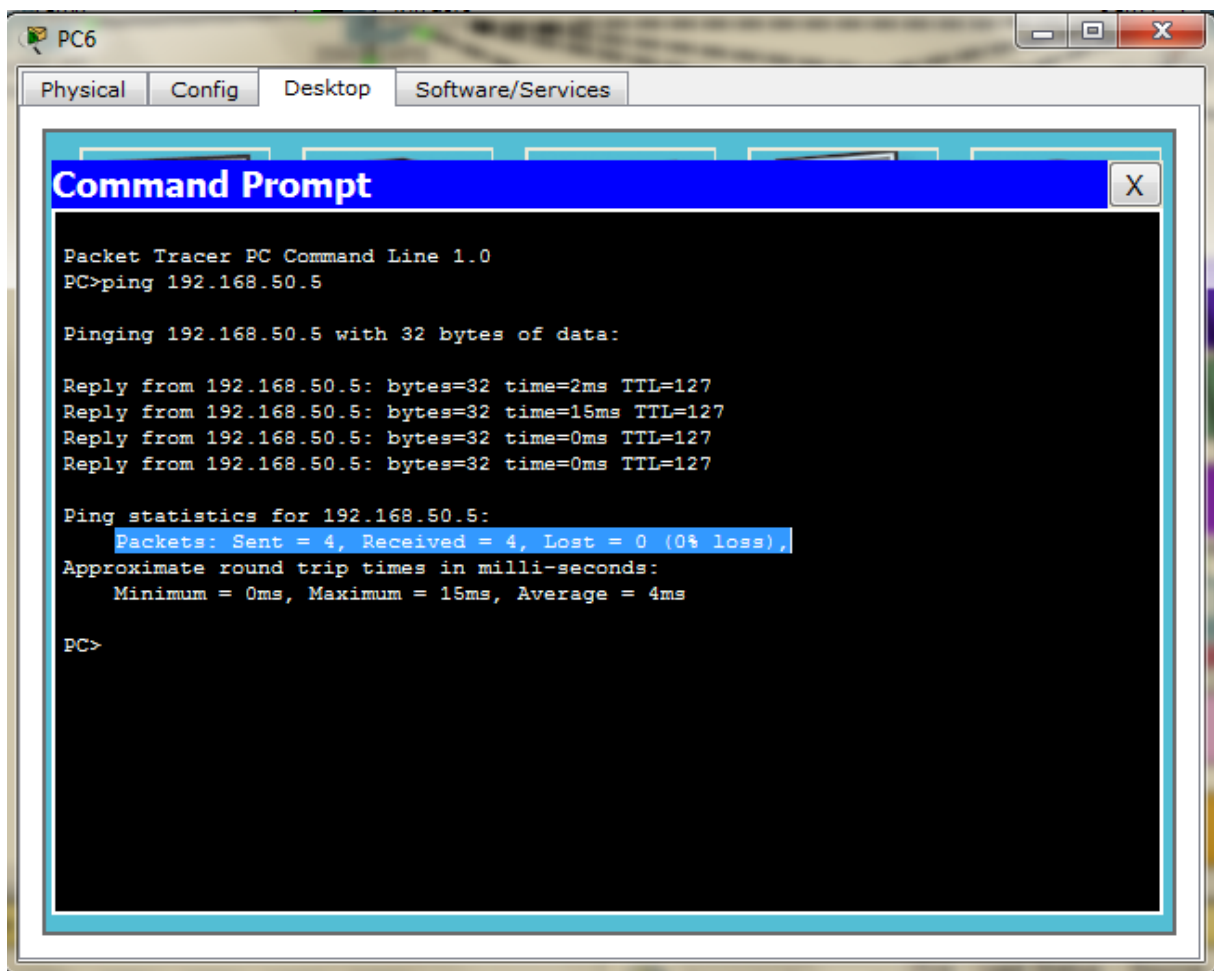 PC6
X
Physical Config Desktop Software/Services
Command Prompt X
Packet Tracer PC Command Line 1.0
PC>ping 192.168.50.5
Pinging 192.168.50.5 with 32 bytes of data:
Reply from 192.168.50.5: bytes=32 time=2ms TTL=127
Reply from 192.168.50.5: bytes=32 time=15ms TTL=127
Reply from 192.168.50.5: bytes=32 time=0ms TTL=127
Reply from 192.168.50.5: bytes=32 time=0ms TTL=127
Ping statistics for 192.168.50.5:
Packets: Sent = 4, Received = 4, Lost = 0 (0% loss),
Approximate round trip times in milli-seconds:
Minimum = 0ms, Maximum = 15ms, Average = 4ms
PC>